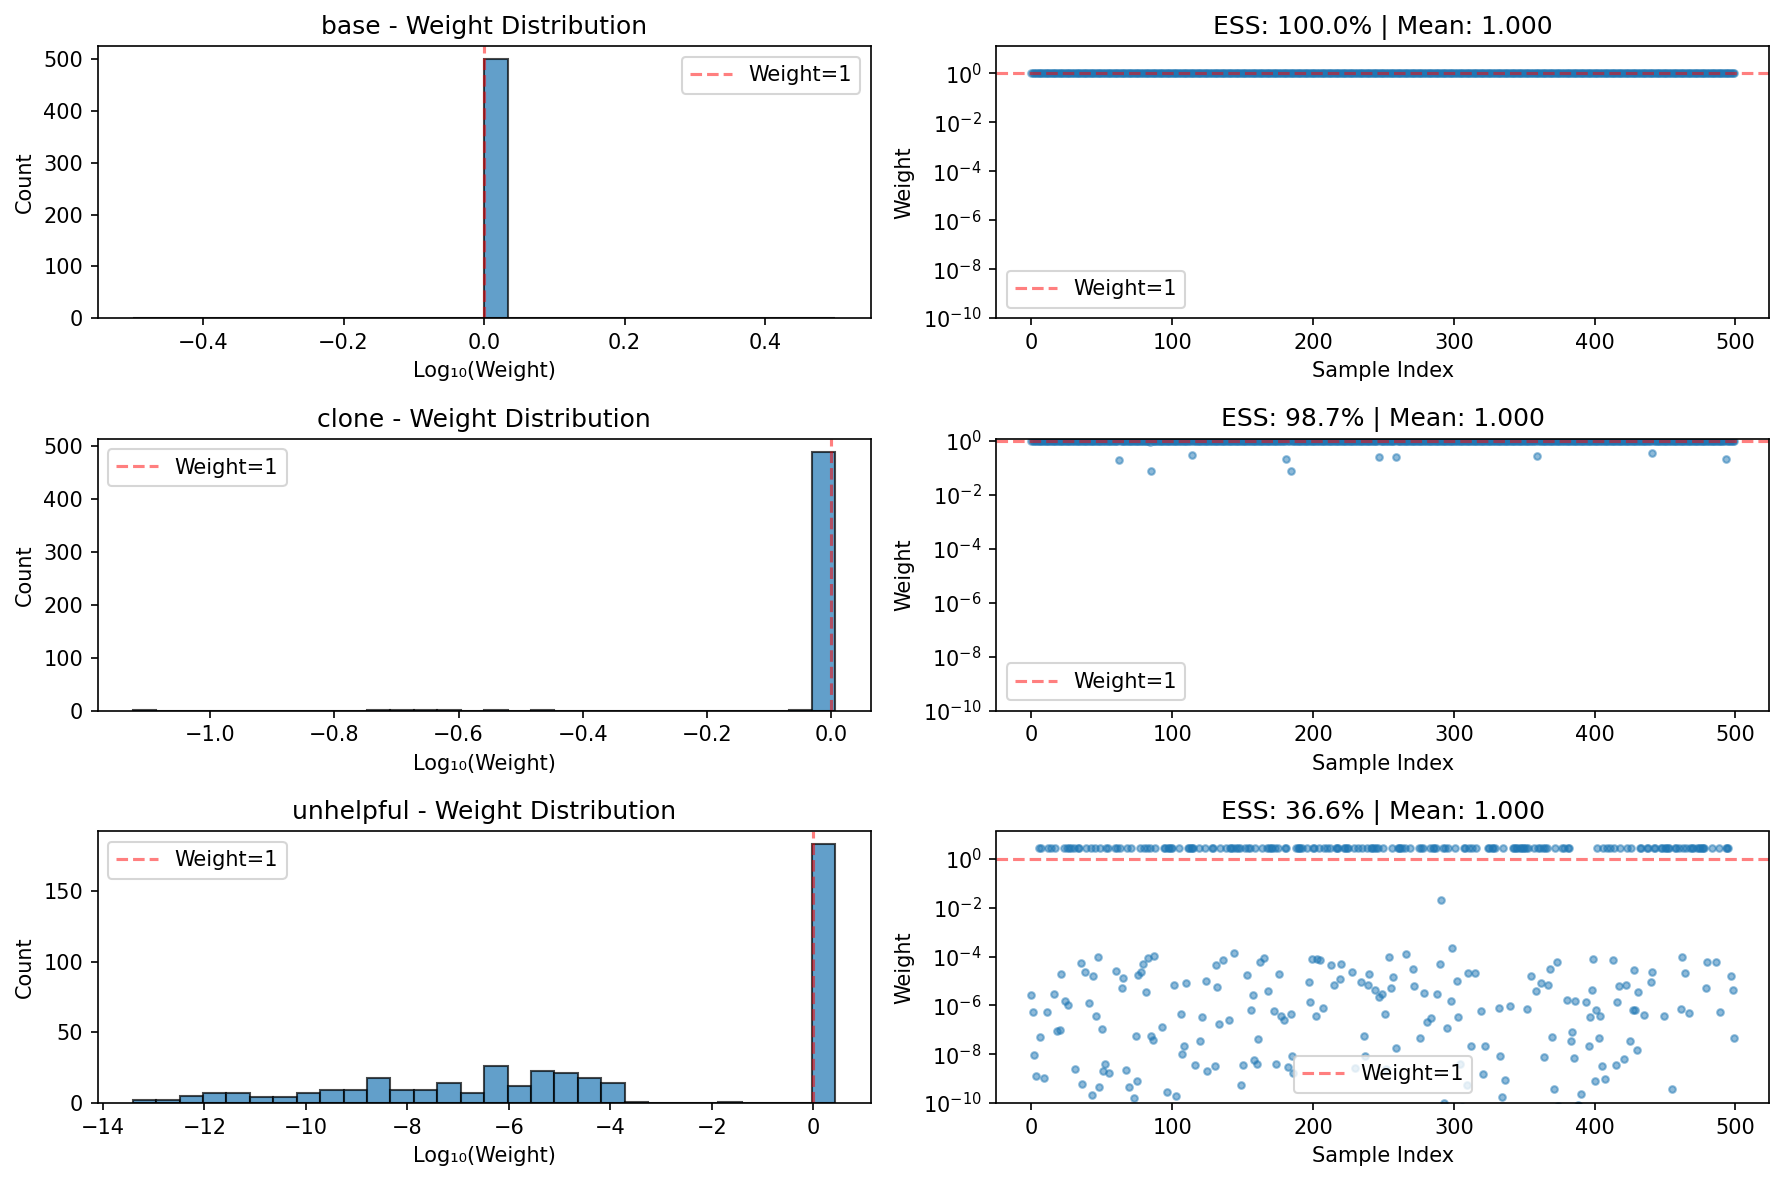 base - Weight Distribution
500
400
300
200
100
0
Count
−0.4
−0.2
0.0
0.2
0.4
Log₁₀(Weight)
Weight=1
ESS: 100.0% | Mean: 1.000
10⁰
10⁻²
10⁻⁴
10⁻⁶
10⁻⁸
10⁻¹⁰
Weight
0
100
200
300
400
500
Sample Index
Weight=1
clone - Weight Distribution
500
400
300
200
100
0
Count
−1.0
−0.8
−0.6
−0.4
−0.2
0.0
Log₁₀(Weight)
Weight=1
ESS: 98.7% | Mean: 1.000
10⁰
10⁻²
10⁻⁴
10⁻⁶
10⁻⁸
10⁻¹⁰
Weight
0
100
200
300
400
500
Sample Index
Weight=1
unhelpful - Weight Distribution
150
100
50
0
Count
−14
−12
−10
−8
−6
−4
−2
0
Log₁₀(Weight)
Weight=1
ESS: 36.6% | Mean: 1.000
10⁰
10⁻²
10⁻⁴
10⁻⁶
10⁻⁸
10⁻¹⁰
Weight
0
100
200
300
400
500
Sample Index
Weight=1